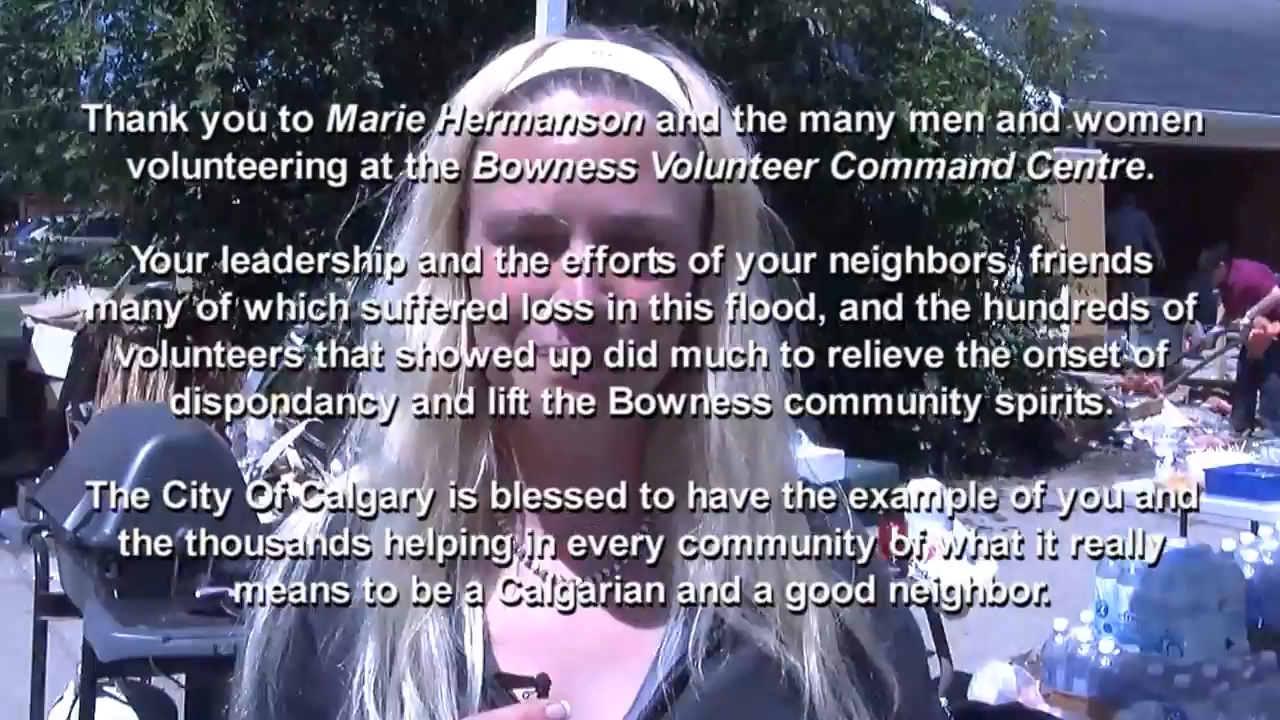 Thank you to Marie Hermanson and the many men and women
volunteering at the Bowness Volunteer Command Centre.
Your leadership and the efforts of your neighbors, friends
many of which suffered loss in this flood, and the hundreds of
volunteers that showed up did much to relieve the onset of
dispondancy and lift the Bowness community spirits.
The City Of Calgary is blessed to have the example of you and
the thousands helping in every community of what it really
means to be a Calgarian and a good neighbor.